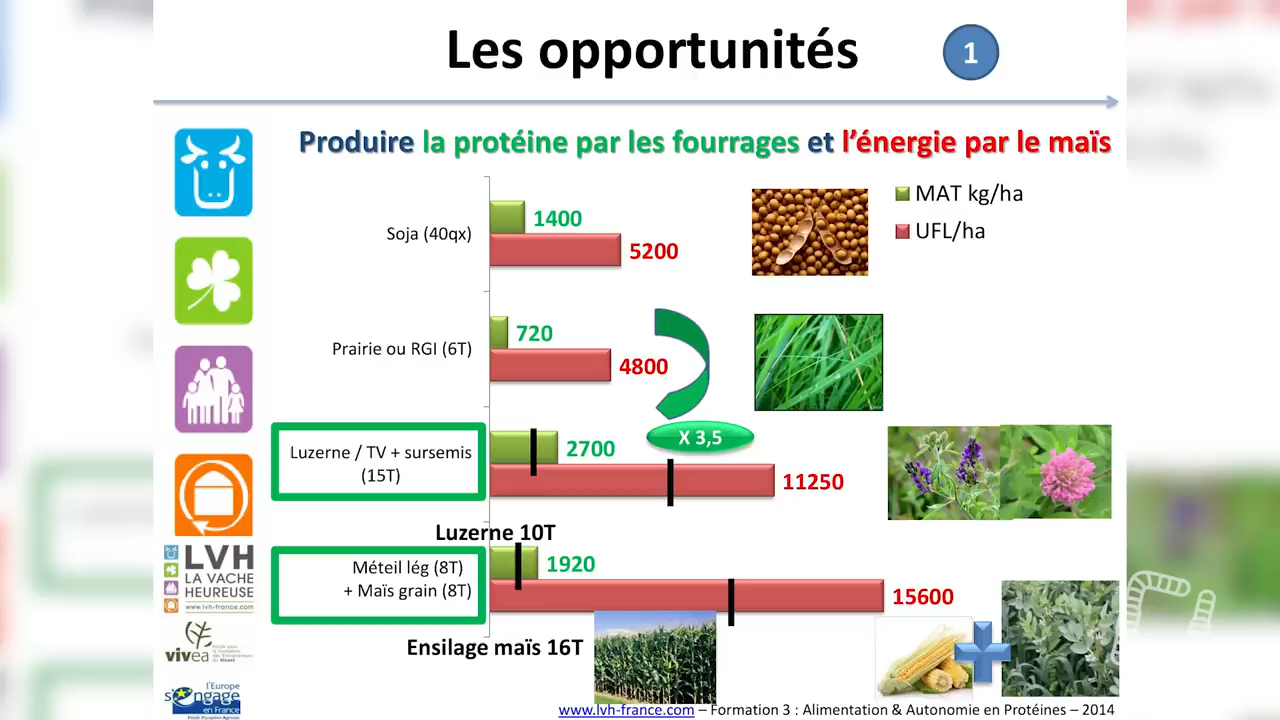 Les opportunités
1
Produire la protéine par les fourrages et l'énergie par le maïs
MAT kg/ha
UFL/ha
Soja (40qx)
1400
5200
Prairie ou RGI (6T)
720
4800
X 3,5
Luzerne / TV + sursemis
(15T)
2700
11250
Luzerne 10T
Méteil lég (8T)
+ Maïs grain (8T)
1920
15600
Ensilage maïs 16T
LVH
LA VACHE
HEUREUSE
www.lvh-france.com
vivea
l'Europe
s'engage
en France
www.lvh-france.com – Formation 3 : Alimentation & Autonomie en Protéines – 2014